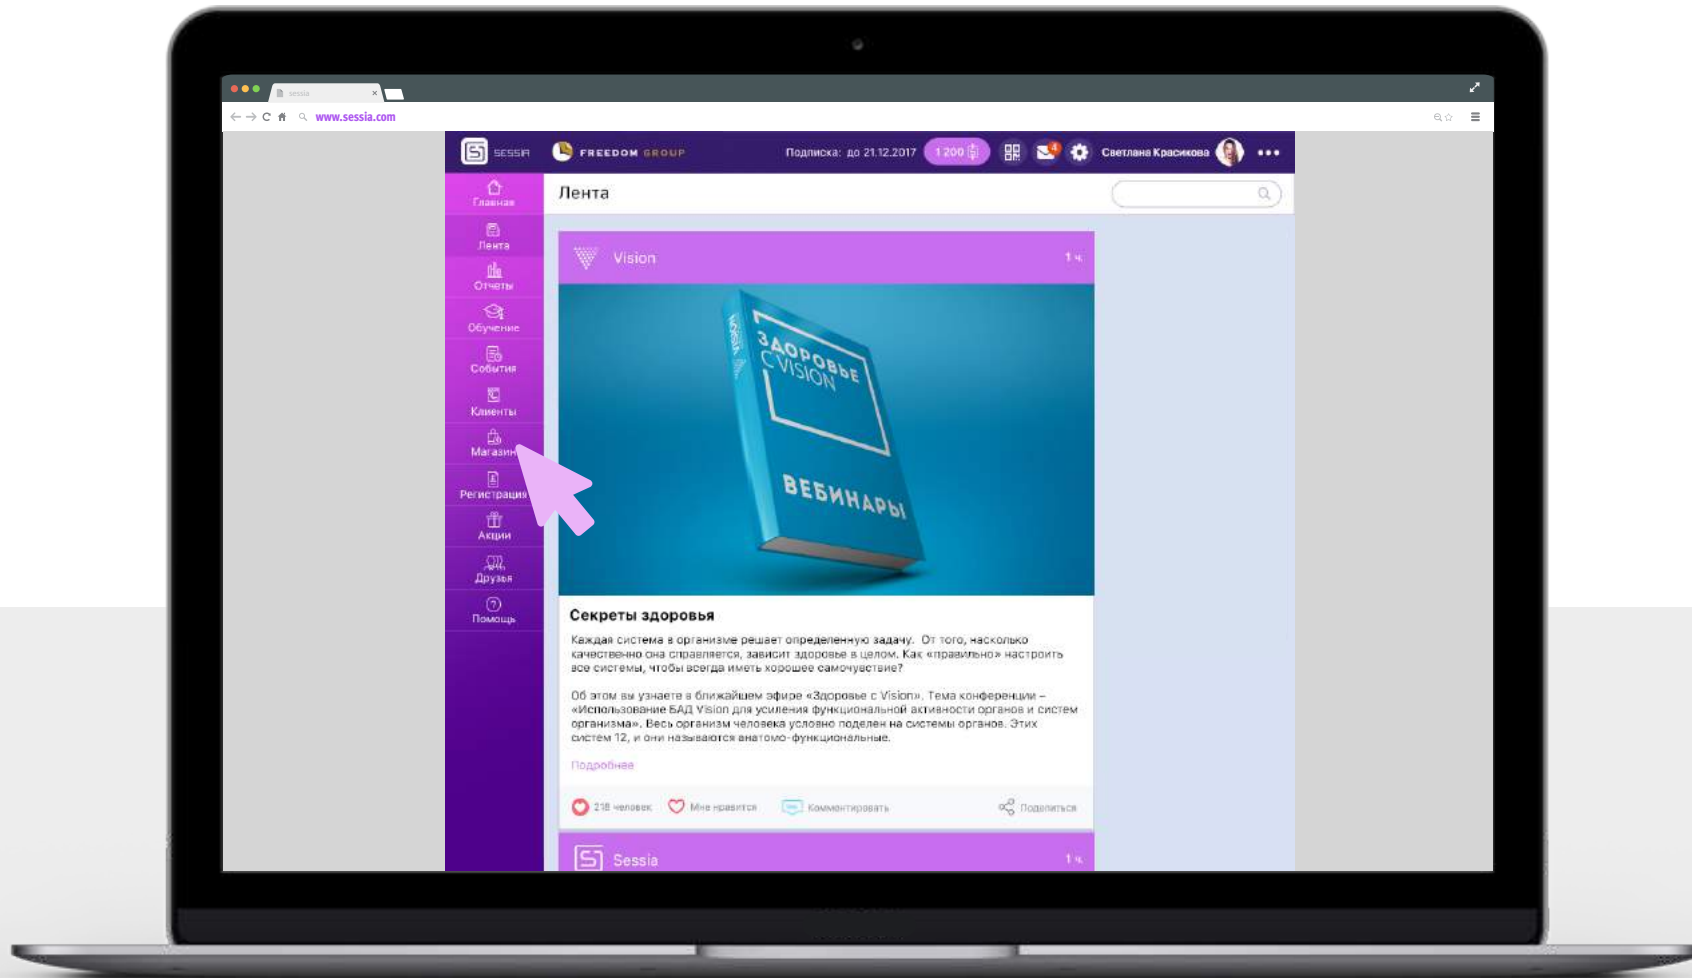 sessia
www.sessia.com
SESSIA
FREEDOM GROUP
Подписка: до 21.12.2017
1 200
4
Светлана Красикова
Главная
Лента
Отчеты
Обучение
События
Клиенты
Магазин
Регистрация
Акции
Друзья
Помощь
Лента
Vision
1 ч.
VISION
ЗДОРОВЬЕ
С VISION
ВЕБИНАРЫ
Секреты здоровья
Каждая система в организме решает определенную задачу. От того, насколько
качественно она справляется, зависит здоровье в целом. Как «правильно» настроить
все системы, чтобы всегда иметь хорошее самочувствие?
Об этом вы узнаете в ближайшем эфире «Здоровье с Vision». Тема конференции –
«Использование БАД Vision для усиления функциональной активности органов и систем
организма». Весь организм человека условно поделен на системы органов. Этих
систем 12, и они называются анатомо-функциональные.
Подробнее
218 человек
Мне нравится
Комментировать
Поделиться
Sessia
1 ч.